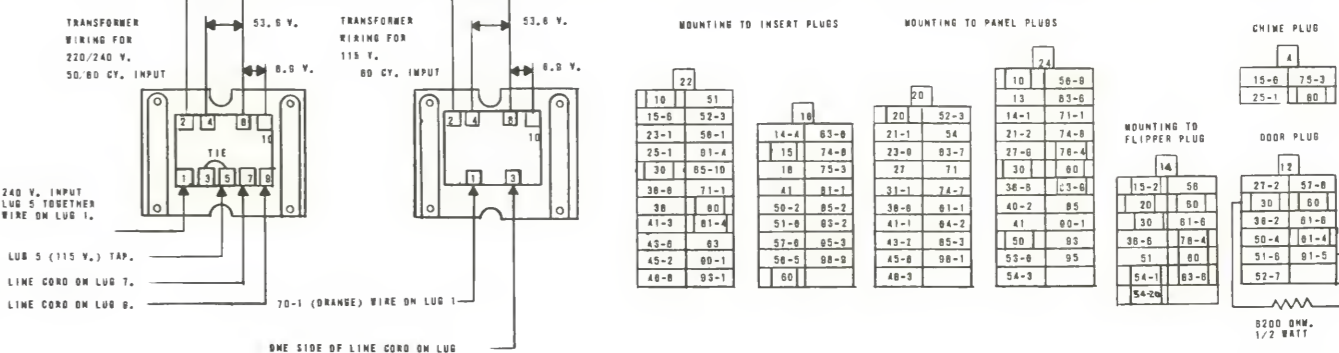 TRANSFORMER
WIRING FOR
220/240 V.
50/60 CY. INPUT
53.6 V.
6.9 V.
2 4 8
10
TIE
1 3 5 7 9
240 V. INPUT
LUG 5 TOGETHER
WIRE ON LUG 1.
LUG 5 (115 V.) TAP.
LINE CORD ON LUG 7.
LINE CORD ON LUG 9.
TRANSFORMER
WIRING FOR
115 V.
60 CY. INPUT
53.6 V.
6.9 V.
2 4 8
10
1 3
70-1 (ORANGE) WIRE ON LUG 1
ONE SIDE OF LINE CORD ON LUG
MOUNTING TO INSERT PLUGS
22
10 51
15-6 52-3
23-1 56-1
25-1 61-4
30 65-10
36-6 71-1
38 80
41-3 81-4
43-6 83
45-2 90-1
46-8 93-1
18
14-4 63-6
15 74-8
18 75-3
41 81-1
50-2 85-2
51-6 93-2
57-6 95-3
58-5 98-9
60
MOUNTING TO PANEL PLUGS
20
20 52-3
21-1 54
23-9 63-7
27 71
31-1 74-7
36-6 81-1
41-1 84-2
43-7 85-3
45-6 98-1
46-3
24
10 56-9
13 63-6
14-1 71-1
21-2 74-8
27-6 78-4
30 80
36-6
40-2 85
41 90-1
50 93
53-6 95
54-3
MOUNTING TO
FLIPPER PLUG
14
15-2 56
20 60
30 61-6
36-6 78-4
51 80
54-1 83-6
54-20
CHIME PLUG
4
15-6 75-3
25-1 60
DOOR PLUG
12
27-2 57-6
30 60
36-2 61-6
50-4 81-4
51-6 91-5
52-7
8200 OHM.
1/2 WATT